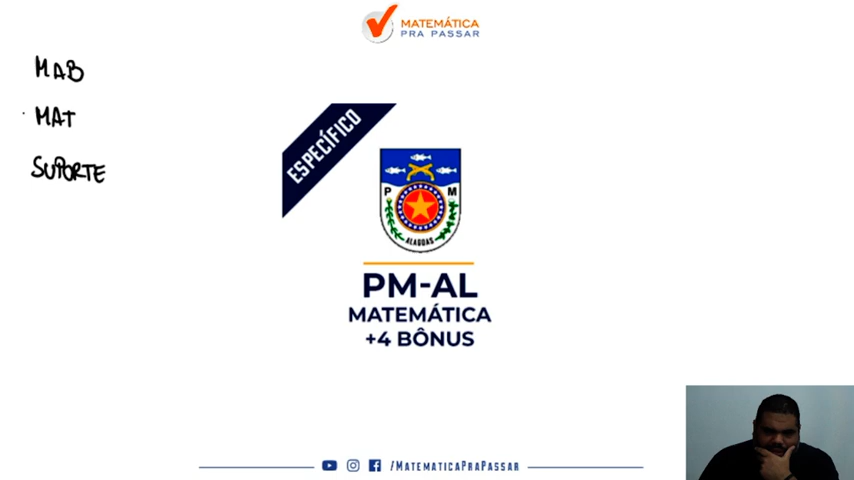 MATEMÁTICA
PRA PASSAR
MAB
MAT
SUPORTE
ESPECÍFICO
P M
ALAGOAS
PM-AL
MATEMÁTICA
+4 BÔNUS
/MATEMATICAPRAPASSAR